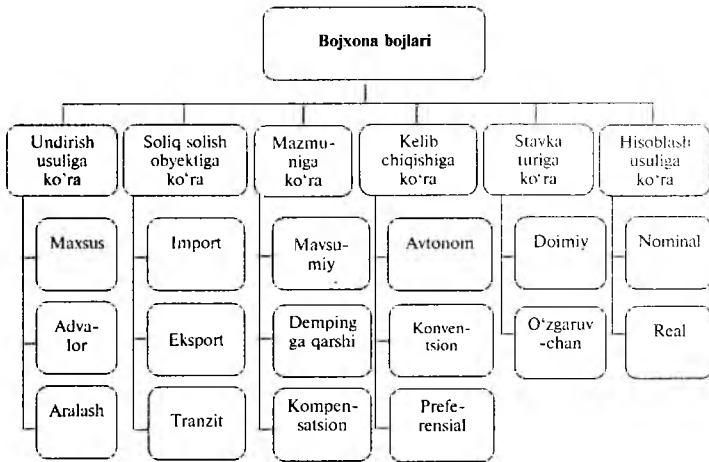 Bojxona bojlari
Undirish
usuliga
ko'ra
Soliq solish
obyektiga
ko'ra
Mazmu-
niga
ko'ra
Kelib
chiqishiga
ko'ra
Stavka
turiga
ko'ra
Hisoblash
usuliga
ko'ra
Maxsus
Import
Mavsu-
miy
Avtonom
Doimiy
Nominal
Adva-
lor
Eksport
Demping
ga qarshi
Konven-
tsion
O'zgaruv
-chan
Real
Aralash
Tranzit
Kompen-
satsion
Prefe-
rensial